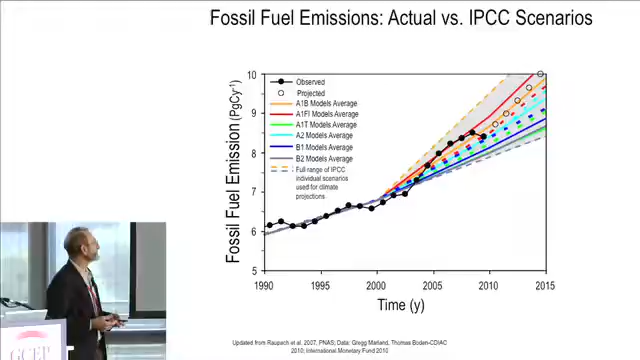 Fossil Fuel Emissions: Actual vs. IPCC Scenarios
Fossil Fuel Emission (PgCy⁻¹)
10
9
8
7
6
5
1990
1995
2000
2005
2010
2015
Time (y)
Observed
Projected
A1B Models Average
A1FI Models Average
A1T Models Average
A2 Models Average
B1 Models Average
B2 Models Average
Full range of IPCC
individual scenarios
used for climate
projections
Updated from Raupach et al. 2007, PNAS; Data: Gregg Marland, Thomas Boden-CDIAC
2010; International Monetary Fund 2010
GCEP